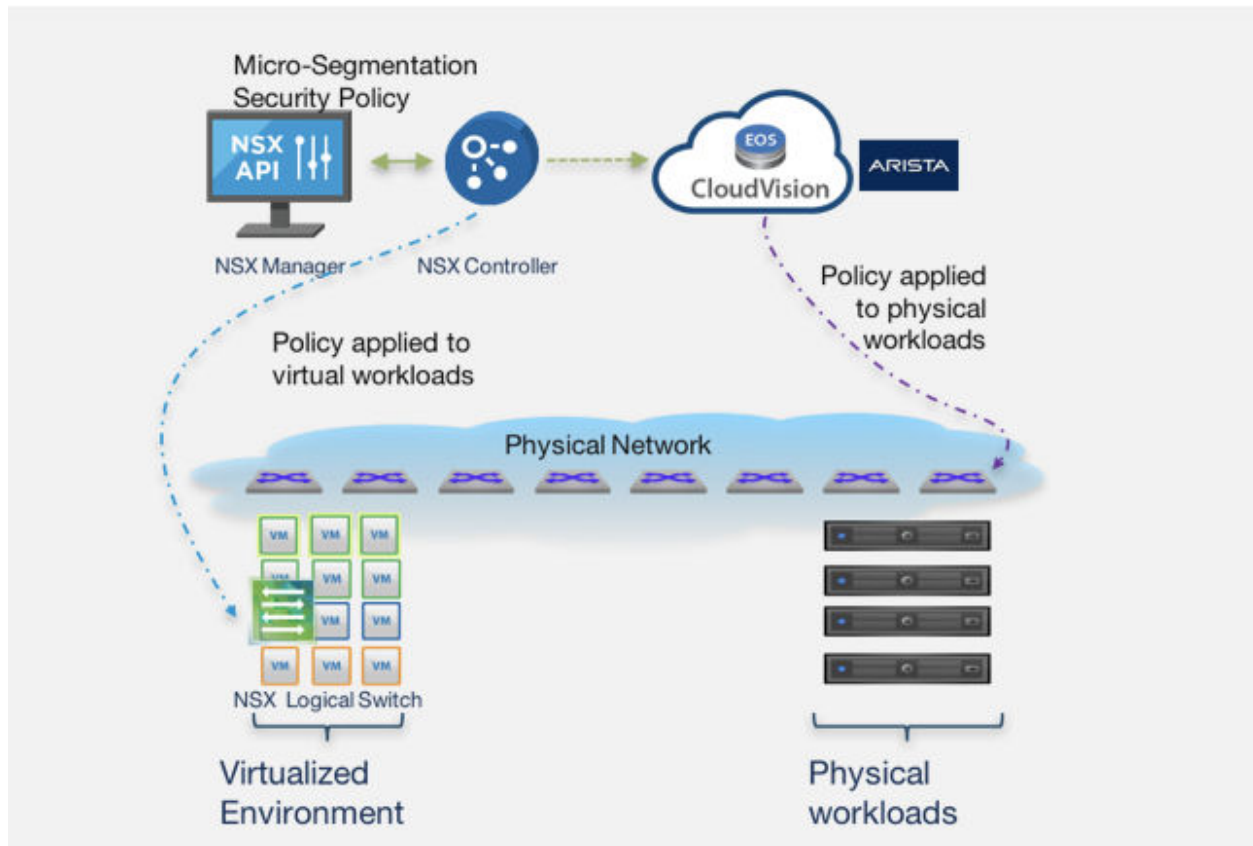 Micro-Segmentation
Security Policy
NSX
API
EOS
CloudVision
ARISTA
NSX Manager
NSX Controller
Policy applied
to physical
workloads
Policy applied to
virtual workloads
Physical Network
VM VM VM
VM VM VM
VM VM
VM VM VM
NSX Logical Switch
Virtualized
Environment
Physical
workloads